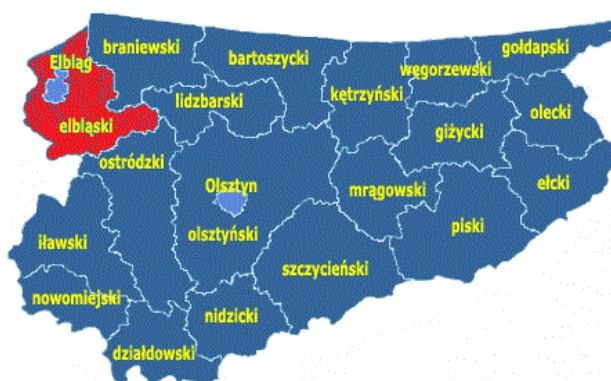 gołdapski
braniewski
bartoszycki
Elbląg
węgorzewski
kętrzyński
lidzbarski
olecki
elbląski
giżycki
ostródzki
Olsztyn
mrągowski
ełcki
piski
olsztyński
iławski
szczycieński
nowomiejski
nidzicki
działdowski